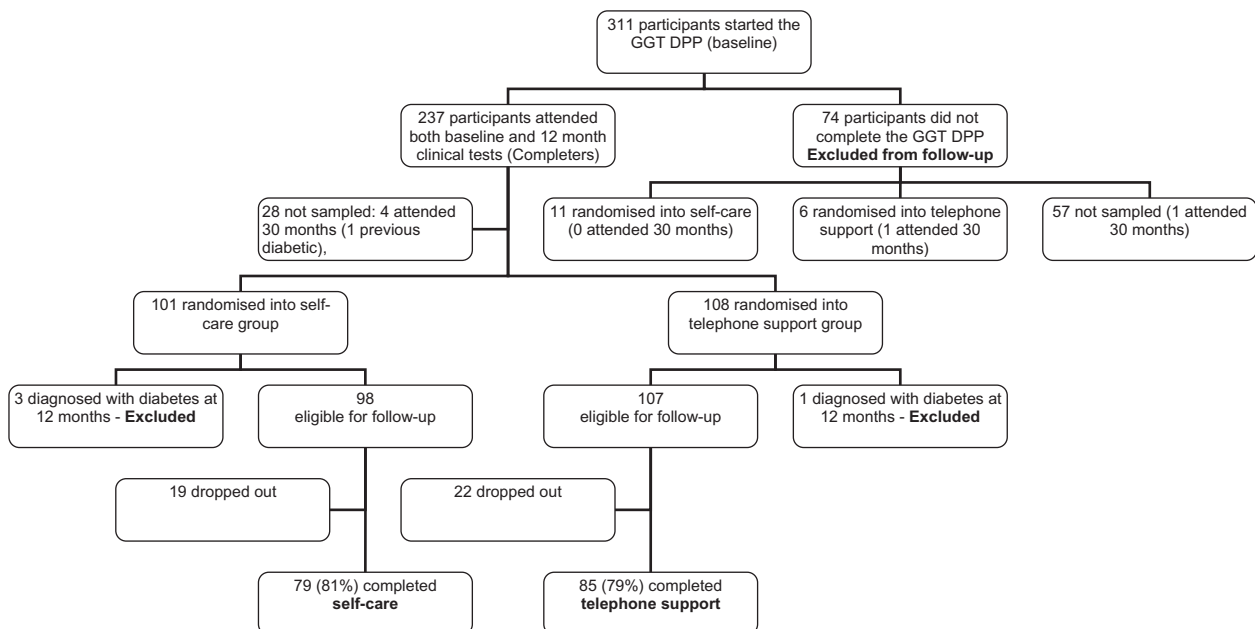 311 participants started the
GGT DPP (baseline)
237 participants attended
both baseline and 12 month
clinical tests (Completers)
74 participants did not
complete the GGT DPP
Excluded from follow-up
28 not sampled: 4 attended
30 months (1 previous
diabetic),
11 randomised into self-care
(0 attended 30 months)
6 randomised into telephone
support (1 attended 30
months)
57 not sampled (1 attended
30 months)
101 randomised into self-
care group
108 randomised into
telephone support group
3 diagnosed with diabetes at
12 months - Excluded
98
eligible for follow-up
107
eligible for follow-up
1 diagnosed with diabetes at
12 months - Excluded
19 dropped out
22 dropped out
79 (81%) completed
self-care
85 (79%) completed
telephone support